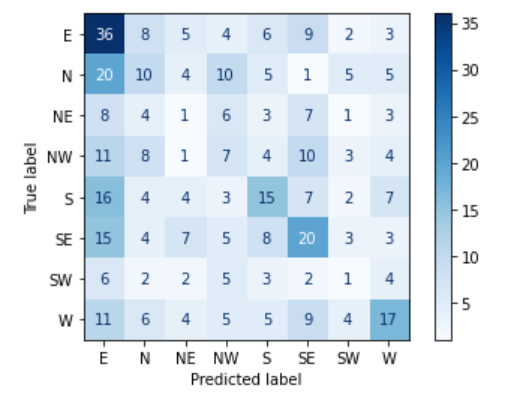 E 36 8 5 4 6 9 2 3
N 20 10 4 10 5 1 5 5
NE 8 4 1 6 3 7 1 3
NW 11 8 1 7 4 10 3 4
S 16 4 4 3 15 7 2 7
SE 15 4 7 5 8 20 3 3
SW 6 2 2 5 3 2 1 4
W 11 6 4 5 5 9 4 17
E N NE NW S SE SW W
Predicted label
True label
35
30
25
20
15
10
5